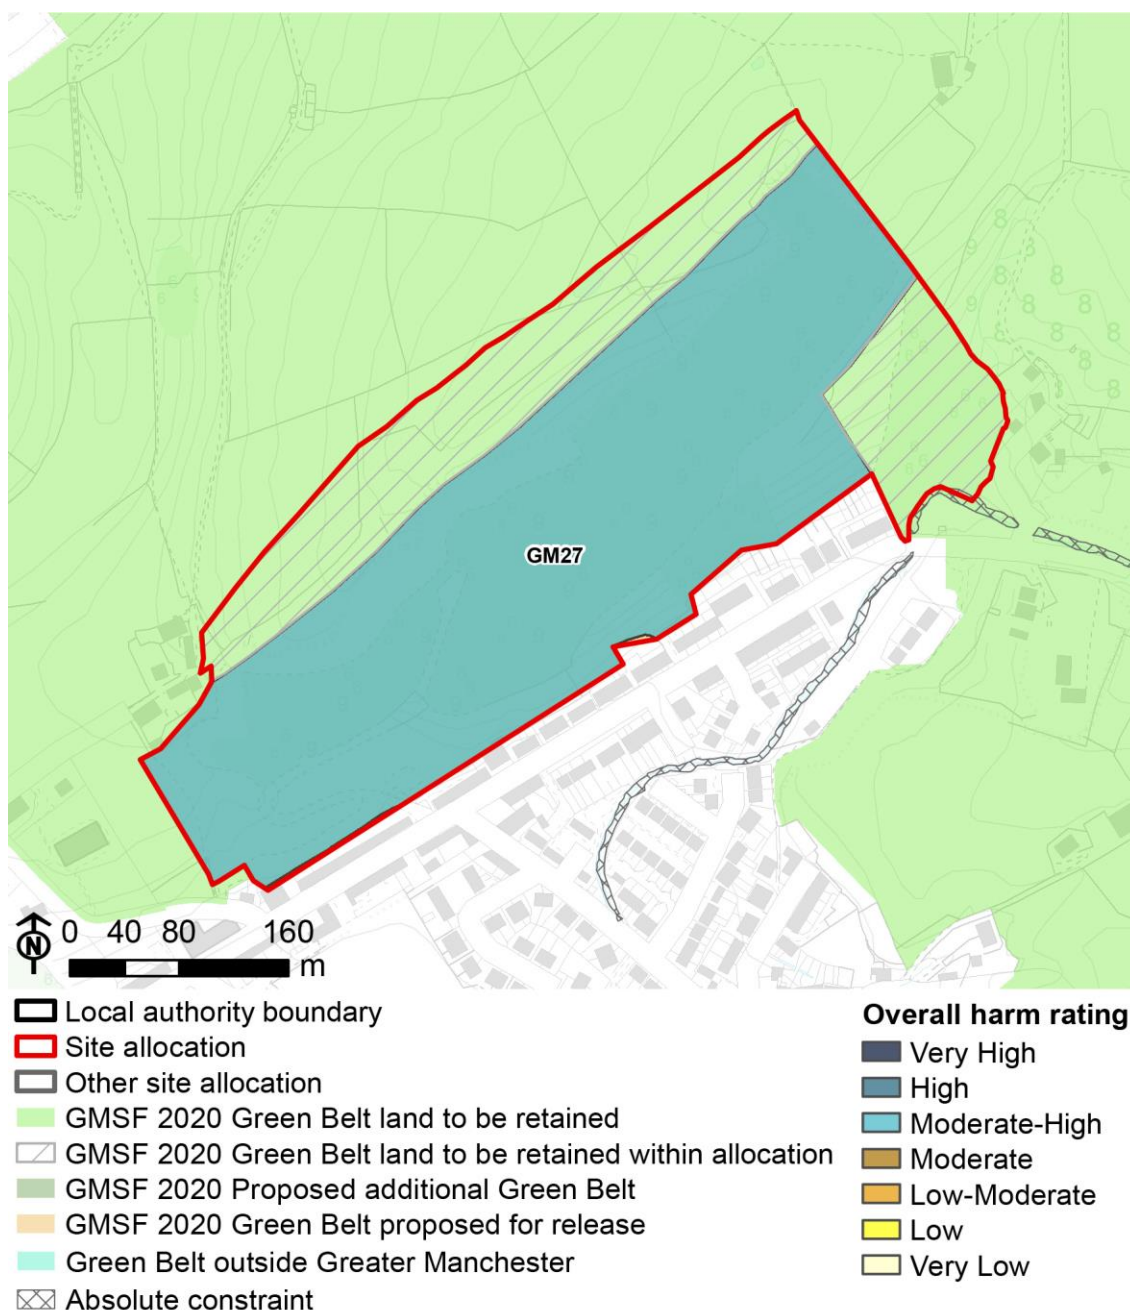 GM27
N
0 40 80 160
m
Local authority boundary
Site allocation
Other site allocation
GMSF 2020 Green Belt land to be retained
GMSF 2020 Green Belt land to be retained within allocation
GMSF 2020 Proposed additional Green Belt
GMSF 2020 Green Belt proposed for release
Green Belt outside Greater Manchester
Absolute constraint
Overall harm rating
Very High
High
Moderate-High
Moderate
Low-Moderate
Low
Very Low